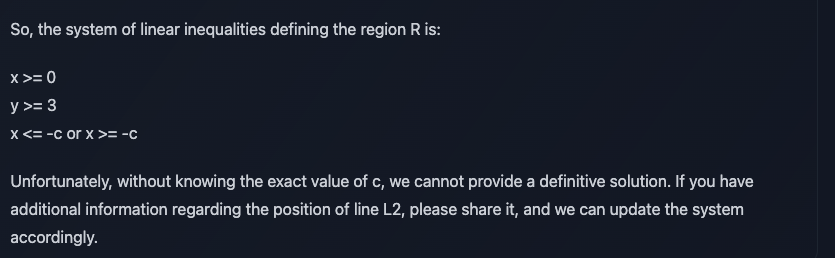 So, the system of linear inequalities defining the region R is:
x >= 0
y >= 3
x <= -c or x >= -c
Unfortunately, without knowing the exact value of c, we cannot provide a definitive solution. If you have
additional information regarding the position of line L2, please share it, and we can update the system
accordingly.